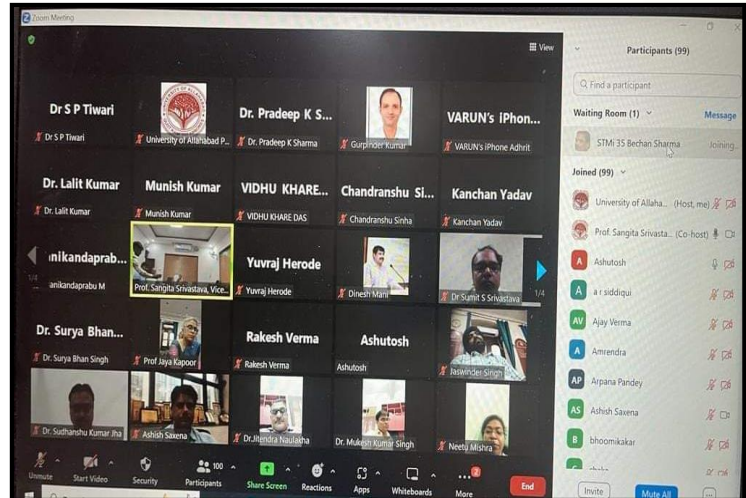 Zoom Meeting
View
Dr S P Tiwari
Dr. Pradeep K S...
VARUN's iPhon...
Dr S P Tiwari
University of Allahabad P...
Dr. Pradeep K Sharma
Gurpinder Kumar
VARUN's iPhone Adhrit
Dr. Lalit Kumar
Munish Kumar
VIDHU KHARE...
Chandranshu Si...
Kanchan Yadav
Dr. Lalit Kumar
Munish Kumar
VIDHU KHARE DAS
Chandranshu Sinha
Kanchan Yadav
anikandaprab...
Yuvraj Herode
1/4
anikandaprabu M
Prof. Sangita Srivastava, Vice...
Yuvraj Herode
Dinesh Mani
Dr Sumit S Srivastava
1/4
Dr. Surya Bhan...
Rakesh Verma
Ashutosh
Dr. Surya Bhan Singh
Prof Jaya Kapoor
Rakesh Verma
Ashutosh
Jaswinder Singh
Dr. Sudhanshu Kumar Jha
Ashish Saxena
Dr.Jitendra Naulakha
Dr. Mukesh Kumar Singh
Neetu Mishra
Unmute
Start Video
Security
100
Participants
Share Screen
Reactions
Apps
Whiteboards
2
More
End
Participants (99)
Find a participant
Waiting Room (1)
Message
STMi 35 Bechan Sharma
Joining...
Joined (99)
University of Allaha... (Host, me)
Prof. Sangita Srivasta... (Co-host)
A Ashutosh
A a r siddiqui
AV Ajay Verma
A Amrendra
AP Arpana Pandey
AS Ashish Saxena
B bhoomikakar
Invite
Mute All
...